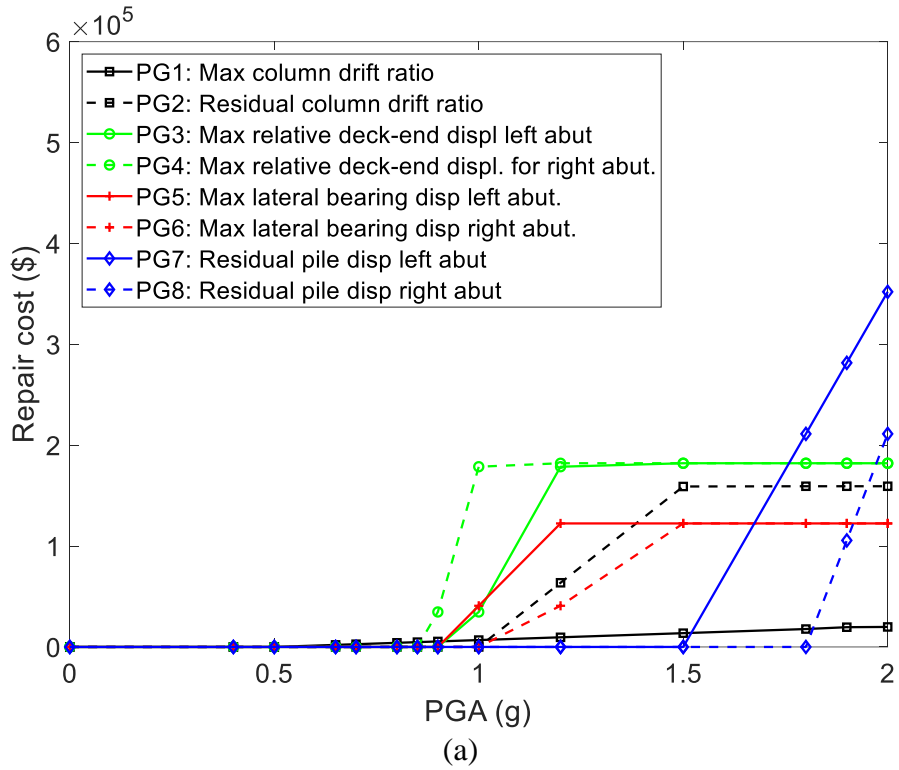 ×10⁵
6
5
4
3
2
1
0
Repair cost ($)
PG1: Max column drift ratio
PG2: Residual column drift ratio
PG3: Max relative deck-end displ left abut
PG4: Max relative deck-end displ. for right abut.
PG5: Max lateral bearing disp left abut.
PG6: Max lateral bearing disp right abut.
PG7: Residual pile disp left abut
PG8: Residual pile disp right abut
0 0.5 1 1.5 2
PGA (g)
(a)